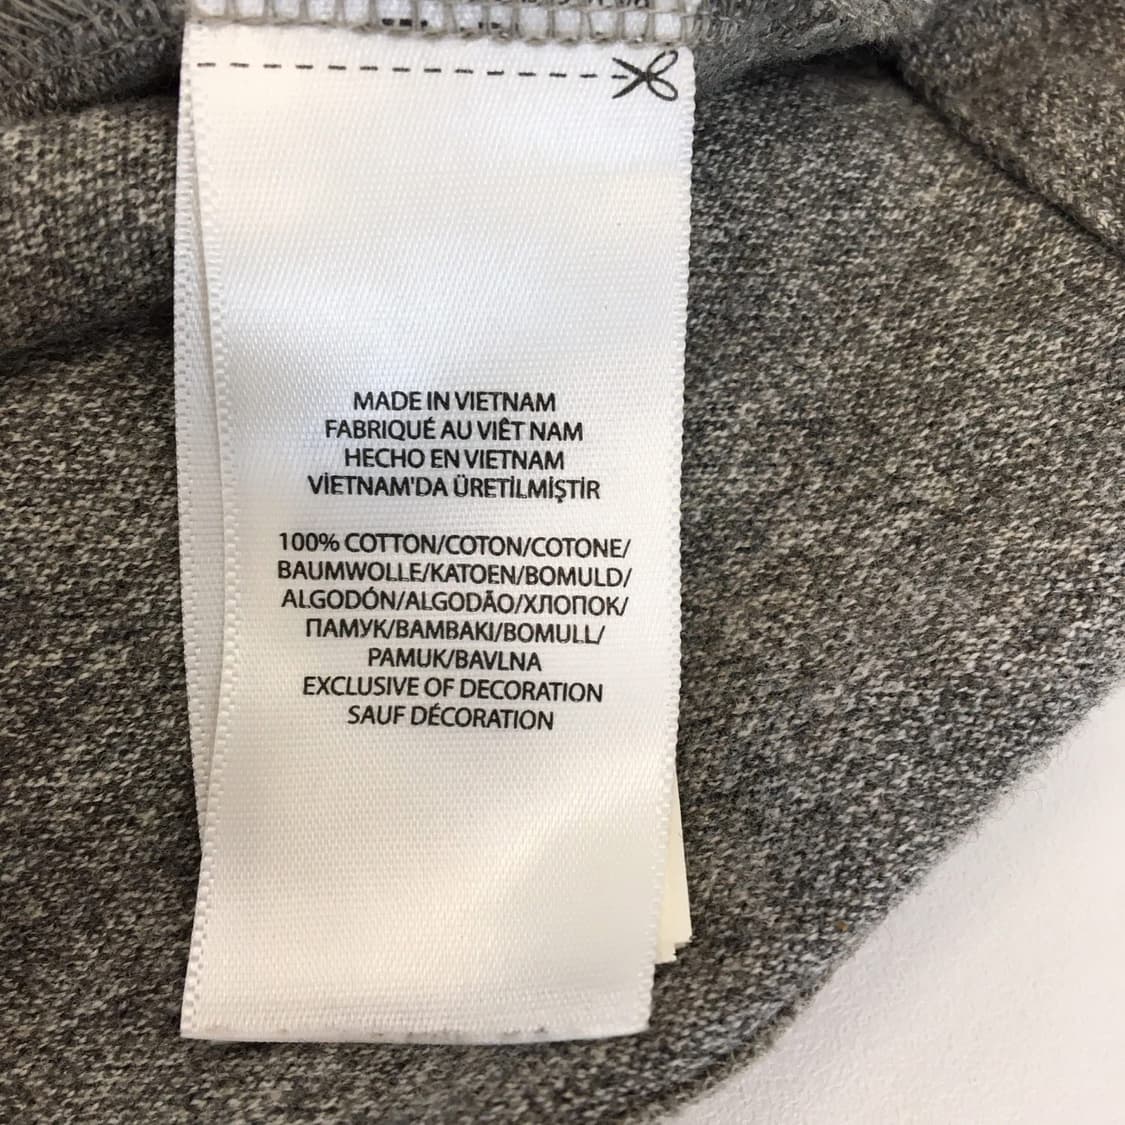 MADE IN VIETNAM
FABRIQUÉ AU VIÊT NAM
HECHO EN VIETNAM
VİETNAM'DA ÜRETİLMİŞTİR
100% COTTON/COTON/COTONE/
BAUMWOLLE/KATOEN/BOMULD/
ALGODÓN/ALGODÃO/ХЛОПОК/
ПАМУК/ΒΑΜΒΑΚΙ/BOMULL/
PAMUK/BAVLNA
EXCLUSIVE OF DECORATION
SAUF DÉCORATION